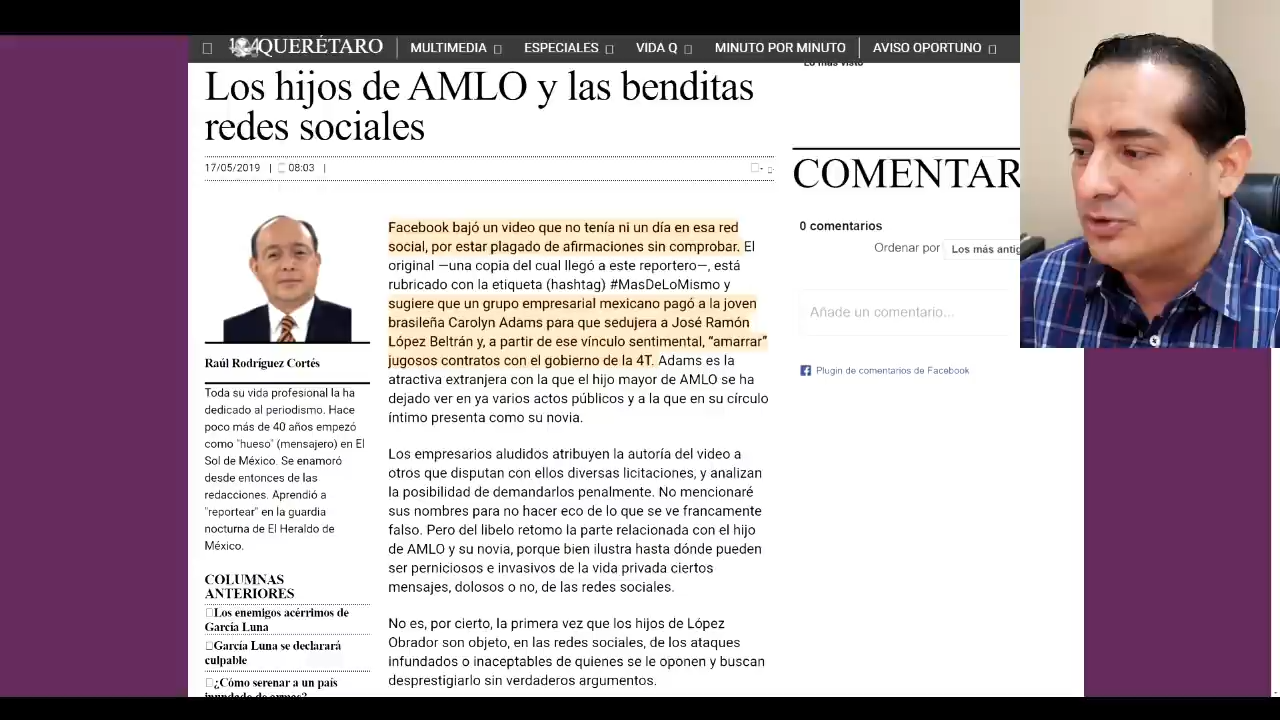 QUERÉTARO
MULTIMEDIA
ESPECIALES
VIDA Q
MINUTO POR MINUTO
AVISO OPORTUNO
Lo más visto
Los hijos de AMLO y las benditas
redes sociales
17/05/2019 | 08:03 |
Raúl Rodríguez Cortés
Toda su vida profesional la ha
dedicado al periodismo. Hace
poco más de 40 años empezó
como "hueso" (mensajero) en El
Sol de México. Se enamoró
desde entonces de las
redacciones. Aprendió a
"reportear" en la guardia
nocturna de El Heraldo de
México.
COLUMNAS
ANTERIORES
Los enemigos acérrimos de
García Luna
García Luna se declarará
culpable
¿Cómo serenar a un país
inundado de armas?
Facebook bajó un video que no tenía ni un día en esa red
social, por estar plagado de afirmaciones sin comprobar. El
original —una copia del cual llegó a este reportero—, está
rubricado con la etiqueta (hashtag) #MasDeLoMismo y
sugiere que un grupo empresarial mexicano pagó a la joven
brasileña Carolyn Adams para que sedujera a José Ramón
López Beltrán y, a partir de ese vínculo sentimental, “amarrar”
jugosos contratos con el gobierno de la 4T. Adams es la
atractiva extranjera con la que el hijo mayor de AMLO se ha
dejado ver en ya varios actos públicos y a la que en su círculo
íntimo presenta como su novia.
Los empresarios aludidos atribuyen la autoría del video a
otros que disputan con ellos diversas licitaciones, y analizan
la posibilidad de demandarlos penalmente. No mencionaré
sus nombres para no hacer eco de lo que se ve francamente
falso. Pero del libelo retomo la parte relacionada con el hijo
de AMLO y su novia, porque bien ilustra hasta dónde pueden
ser perniciosos e invasivos de la vida privada ciertos
mensajes, dolosos o no, de las redes sociales.
No es, por cierto, la primera vez que los hijos de López
Obrador son objeto, en las redes sociales, de los ataques
infundados o inaceptables de quienes se le oponen y buscan
desprestigiarlo sin verdaderos argumentos.
COMENTAR
0 comentarios
Ordenar por Los más antig
Añade un comentario...
Plugin de comentarios de Facebook